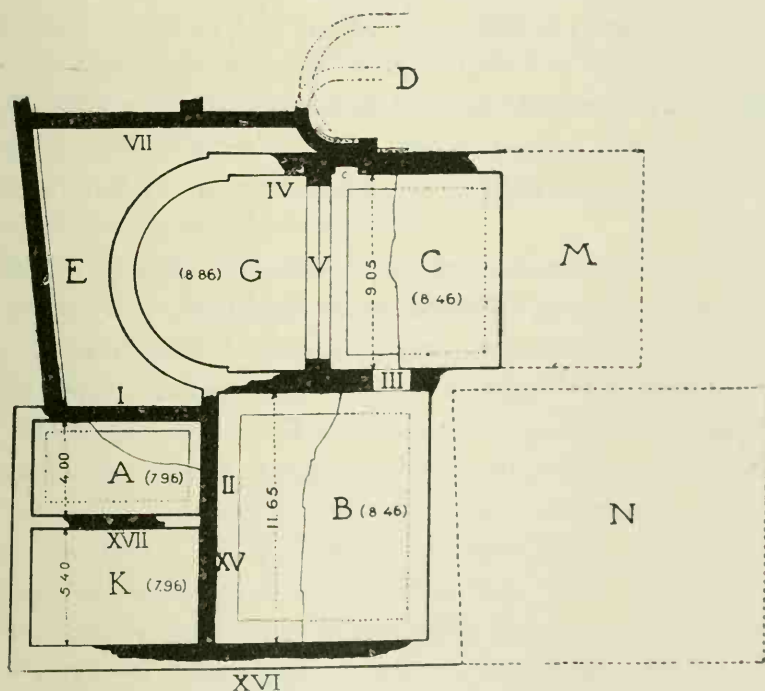 D
VII
IV
c
E
(8 86)
G
V
9 05
C
(8 46)
M
I
III
4 00
A (7.96)
II
11.65
B (8 46)
N
XVII
XV
5 40
K (7.96)
XVI